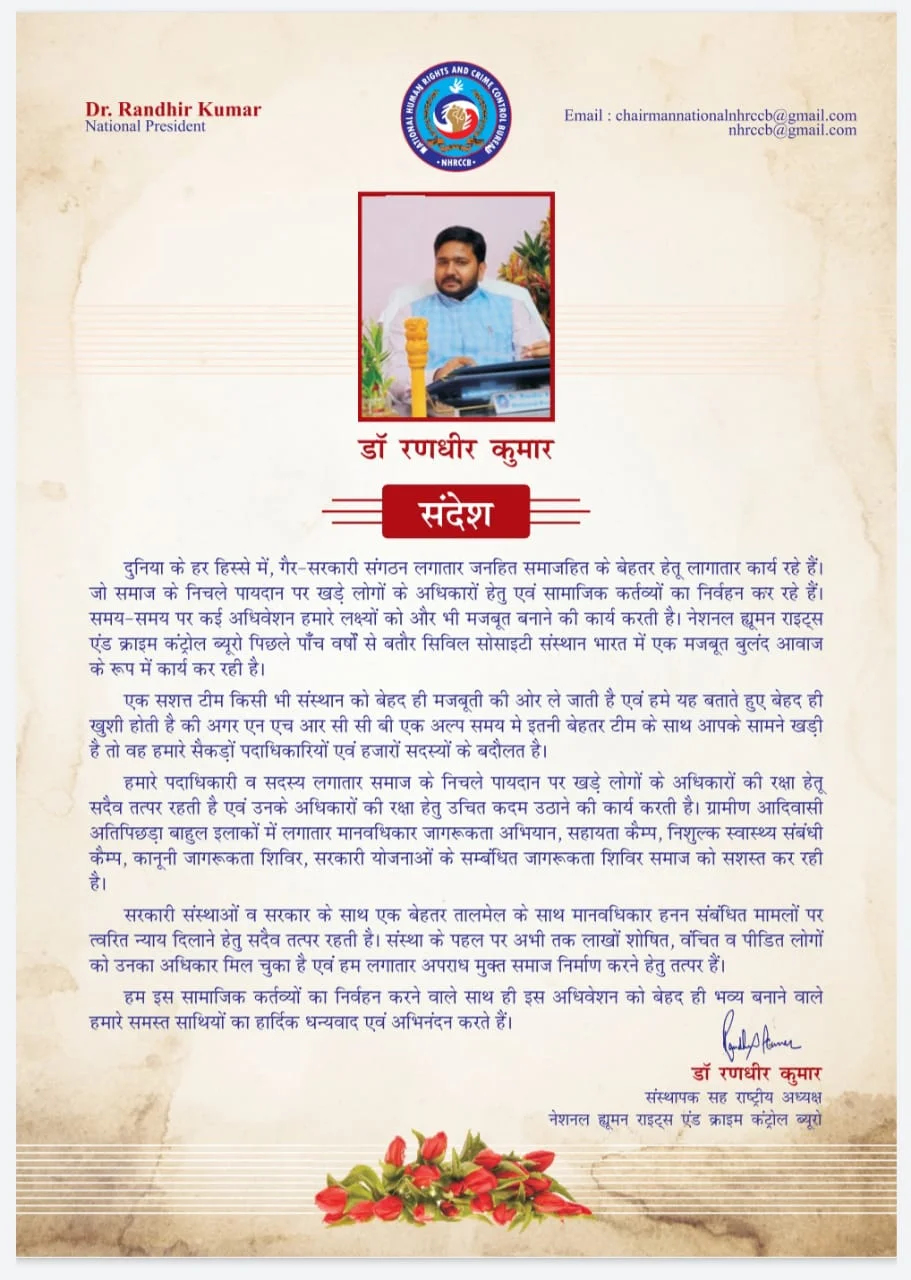 Dr. Randhir Kumar
National President
NATIONAL HUMAN RIGHTS AND CRIME CONTROL BUREAU
• NHRCCB •
Email : chairmannationalnhrccb@gmail.com
nhrccb@gmail.com
डॉ रणधीर कुमार
संदेश
दुनिया के हर हिस्से में, गैर-सरकारी संगठन लगातार जनहित समाजहित के बेहतर हेतू लागातार कार्य रहे हैं।
जो समाज के निचले पायदान पर खड़े लोगों के अधिकारों हेतु एवं सामाजिक कर्तव्यों का निर्वहन कर रहे हैं।
समय-समय पर कई अधिवेशन हमारे लक्ष्यों को और भी मजबूत बनाने की कार्य करती है। नेशनल ह्यूमन राइट्स
एंड क्राइम कंट्रोल ब्यूरो पिछले पाँच वर्षों से बतौर सिविल सोसाइटी संस्थान भारत में एक मजबूत बुलंद आवाज
के रूप में कार्य कर रही है।
एक सशत्त टीम किसी भी संस्थान को बेहद ही मजबूती की ओर ले जाती है एवं हमे यह बताते हुए बेहद ही
खुशी होती है की अगर एन एच आर सी सी बी एक अल्प समय मे इतनी बेहतर टीम के साथ आपके सामने खड़ी
है तो वह हमारे सैकड़ों पदाधिकारियों एवं हजारों सदस्यों के बदौलत है।
हमारे पदाधिकारी व सदस्य लगातार समाज के निचले पायदान पर खड़े लोगों के अधिकारों की रक्षा हेतू
सदैव तत्पर रहती है एवं उनके अधिकारों की रक्षा हेतु उचित कदम उठाने की कार्य करती है। ग्रामीण आदिवासी
अतिपिछड़ा बाहुल इलाकों में लगातार मानवधिकार जागरूकता अभियान, सहायता कैम्प, निशुल्क स्वास्थ्य संबंधी
कैम्प, कानूनी जागरूकता शिविर, सरकारी योजनाओं के सम्बंधित जागरूकता शिविर समाज को सशस्त कर रही
है।
सरकारी संस्थाओं व सरकार के साथ एक बेहतर तालमेल के साथ मानवधिकार हनन संबंधित मामलों पर
त्वरित न्याय दिलाने हेतु सदैव तत्पर रहती है। संस्था के पहल पर अभी तक लाखों शोषित, वंचित व पीडित लोगों
को उनका अधिकार मिल चुका है एवं हम लगातार अपराध मुक्त समाज निर्माण करने हेतु तत्पर हैं।
हम इस सामाजिक कर्तव्यों का निर्वहन करने वाले साथ ही इस अधिवेशन को बेहद ही भव्य बनाने वाले
हमारे समस्त साथियों का हार्दिक धन्यवाद एवं अभिनंदन करते हैं।
डॉ रणधीर कुमार
संस्थापक सह राष्ट्रीय अध्यक्ष
नेशनल ह्यूमन राइट्स एंड क्राइम कंट्रोल ब्यूरो